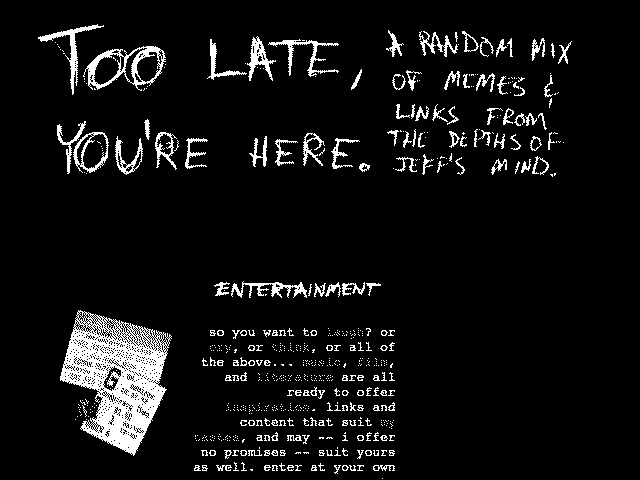 TOO LATE,
YOU'RE HERE.
A RANDOM MIX
OF MEMES &
LINKS FROM
THE DEPTHS OF
JEFF'S MIND.
ENTERTAINMENT
so you want to laugh? or
cry, or think, or all of
the above... music, film,
and literature are all
ready to offer
inspiration. links and
content that suit my
tastes, and may -- i offer
no promises -- suit yours
as well. enter at your own
G